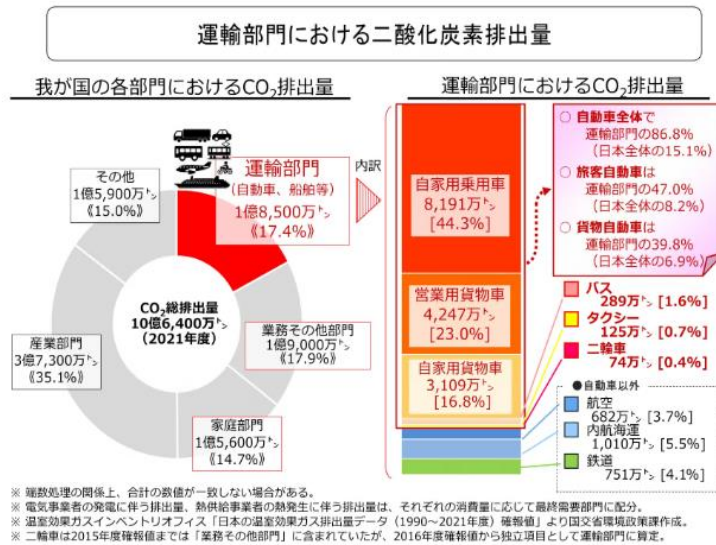 運輸部門における二酸化炭素排出量
我が国の各部門におけるCO₂排出量
その他
1億5,900万㌧
《15.0%》
運輸部門
(自動車、船舶等)
1億8,500万㌧
《17.4%》
CO₂総排出量
10億6,400万㌧
(2021年度)
産業部門
3億7,300万㌧
《35.1%》
業務その他部門
1億9,000万㌧
《17.9%》
家庭部門
1億5,600万㌧
《14.7%》
内訳
運輸部門におけるCO₂排出量
自家用乗用車
8,191万㌧
[44.3%]
営業用貨物車
4,247万㌧
[23.0%]
自家用貨物車
3,109万㌧
[16.8%]
○ 自動車全体で
運輸部門の86.8%
(日本全体の15.1%)
○ 旅客自動車は
運輸部門の47.0%
(日本全体の8.2%)
○ 貨物自動車は
運輸部門の39.8%
(日本全体の6.9%)
バス
289万㌧ [1.6%]
タクシー
125万㌧ [0.7%]
二輪車
74万㌧ [0.4%]
●自動車以外
航空
682万㌧ [3.7%]
内航海運
1,010万㌧ [5.5%]
鉄道
751万㌧ [4.1%]
※ 端数処理の関係上、合計の数値が一致しない場合がある。
※ 電気事業者の発電に伴う排出量、熱供給事業者の熱発生に伴う排出量は、それぞれの消費量に応じて最終需要部門に配分。
※ 温室効果ガスインベントリオフィス「日本の温室効果ガス排出量データ（1990～2021年度）確報値」より国交省環境政策課作成。
※ 二輪車は2015年度確報値までは「業務その他部門」に含まれていたが、2016年度確報値から独立項目として運輸部門に算定。